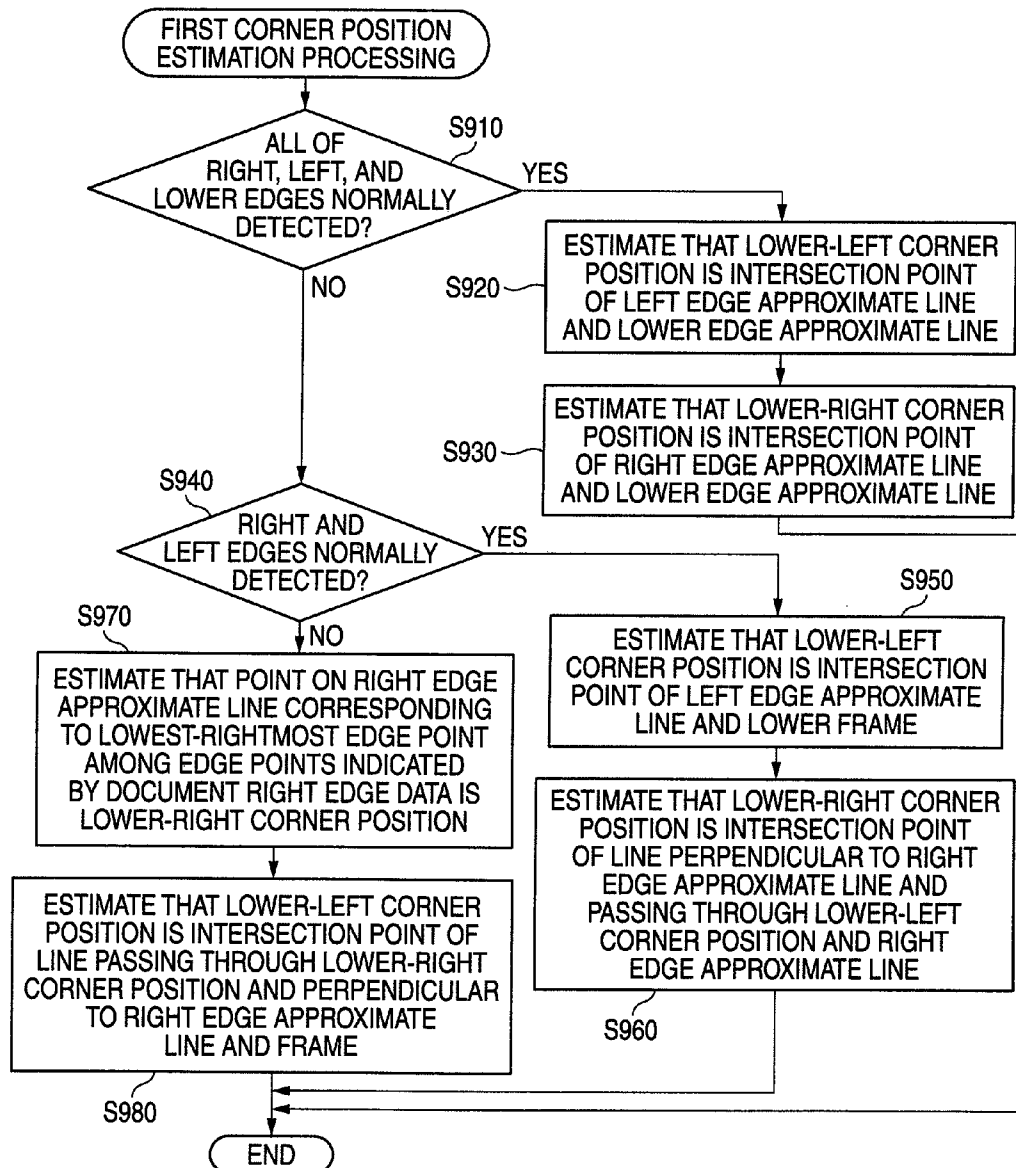 FIRST CORNER POSITION
ESTIMATION PROCESSING
S910
ALL OF
RIGHT, LEFT, AND
LOWER EDGES NORMALLY
DETECTED?
YES
NO
S920
ESTIMATE THAT LOWER-LEFT CORNER
POSITION IS INTERSECTION POINT
OF LEFT EDGE APPROXIMATE LINE
AND LOWER EDGE APPROXIMATE LINE
S930
ESTIMATE THAT LOWER-RIGHT CORNER
POSITION IS INTERSECTION POINT
OF RIGHT EDGE APPROXIMATE LINE
AND LOWER EDGE APPROXIMATE LINE
S940
RIGHT AND
LEFT EDGES NORMALLY
DETECTED?
YES
NO
S950
ESTIMATE THAT LOWER-LEFT
CORNER POSITION IS INTERSECTION
POINT OF LEFT EDGE APPROXIMATE
LINE AND LOWER FRAME
ESTIMATE THAT LOWER-RIGHT CORNER
POSITION IS INTERSECTION POINT
OF LINE PERPENDICULAR TO RIGHT
EDGE APPROXIMATE LINE AND
PASSING THROUGH LOWER-LEFT
CORNER POSITION AND RIGHT
EDGE APPROXIMATE LINE
S960
S970
ESTIMATE THAT POINT ON RIGHT EDGE
APPROXIMATE LINE CORRESPONDING
TO LOWEST-RIGHTMOST EDGE POINT
AMONG EDGE POINTS INDICATED
BY DOCUMENT RIGHT EDGE DATA IS
LOWER-RIGHT CORNER POSITION
ESTIMATE THAT LOWER-LEFT CORNER
POSITION IS INTERSECTION POINT OF
LINE PASSING THROUGH LOWER-RIGHT
CORNER POSITION AND PERPENDICULAR
TO RIGHT EDGE APPROXIMATE
LINE AND FRAME
S980
END